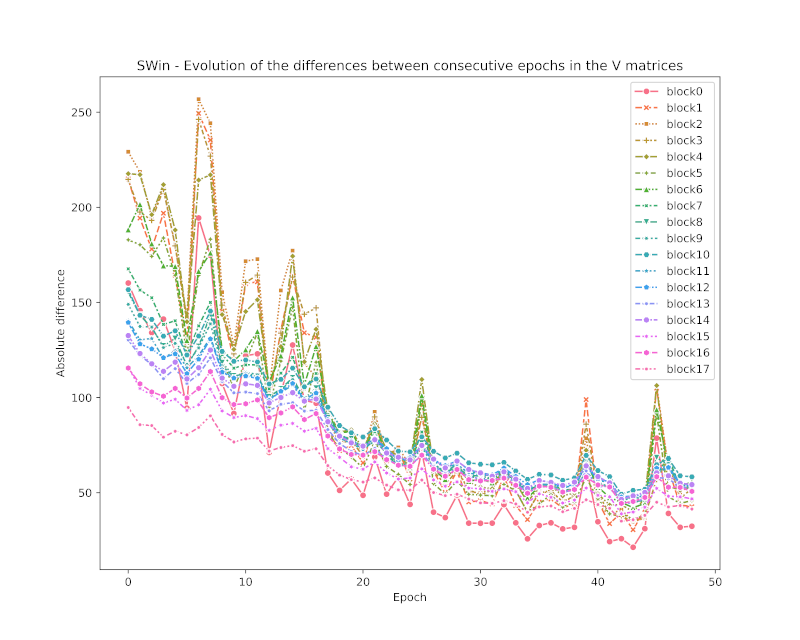 SWin - Evolution of the differences between consecutive epochs in the V matrices
250
200
150
100
50
Absolute difference
0
10
20
30
40
50
Epoch
block0
block1
block2
block3
block4
block5
block6
block7
block8
block9
block10
block11
block12
block13
block14
block15
block16
block17